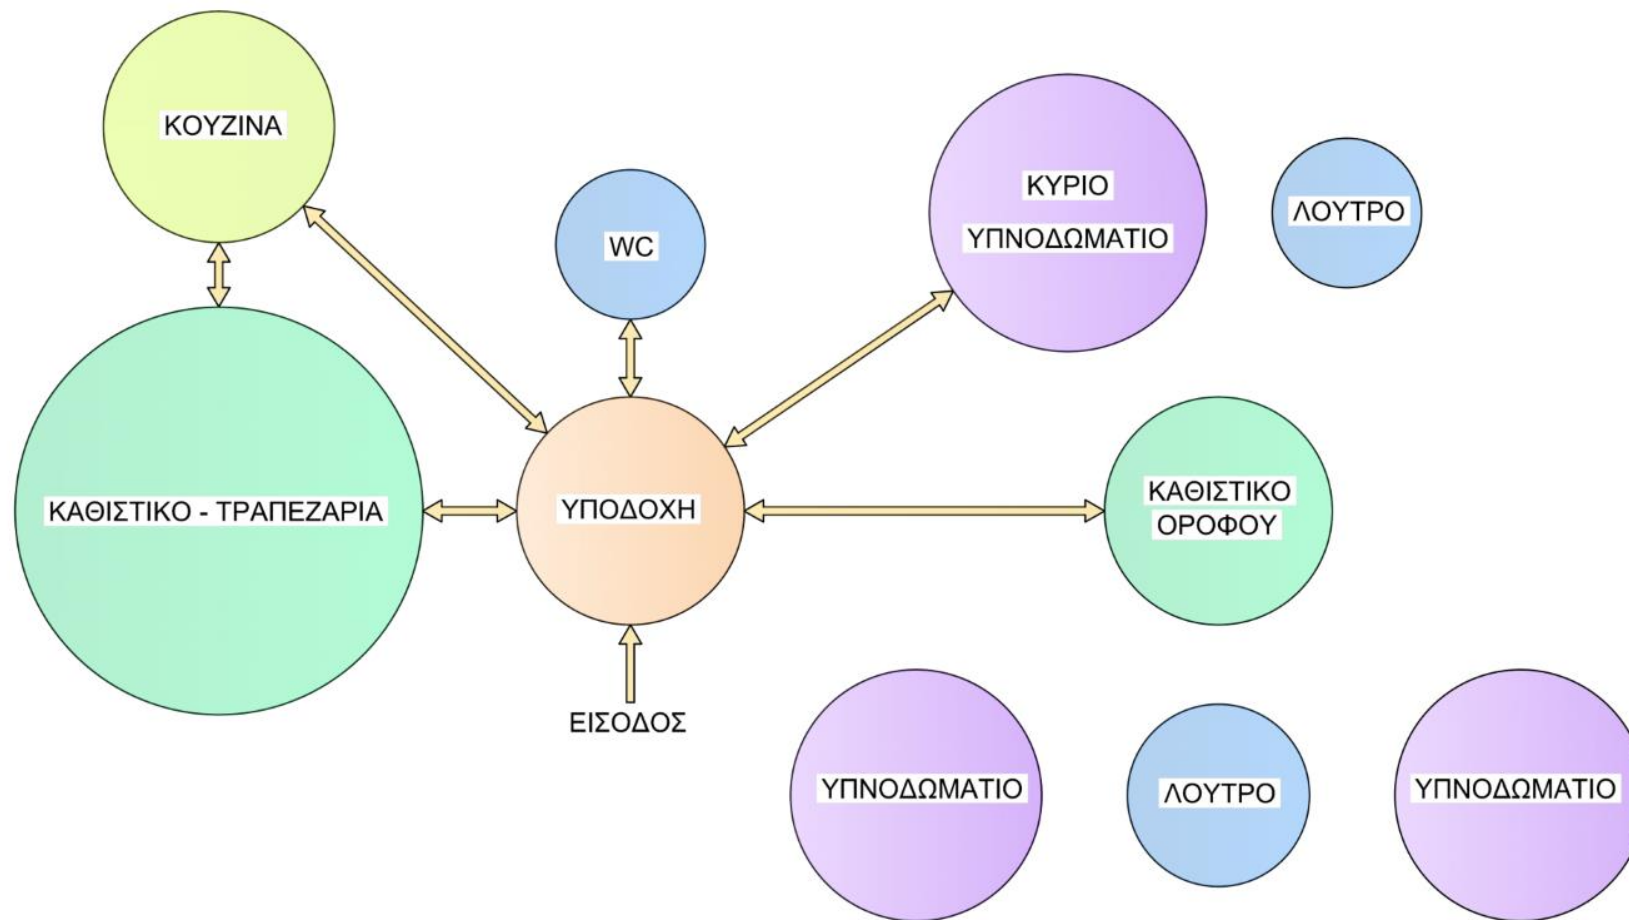 ΚΟΥΖΙΝΑ
WC
ΚΥΡΙΟ
ΥΠΝΟΔΩΜΑΤΙΟ
ΛΟΥΤΡΟ
ΚΑΘΙΣΤΙΚΟ - ΤΡΑΠΕΖΑΡΙΑ
ΥΠΟΔΟΧΗ
ΚΑΘΙΣΤΙΚΟ
ΟΡΟΦΟΥ
ΕΙΣΟΔΟΣ
ΥΠΝΟΔΩΜΑΤΙΟ
ΛΟΥΤΡΟ
ΥΠΝΟΔΩΜΑΤΙΟ